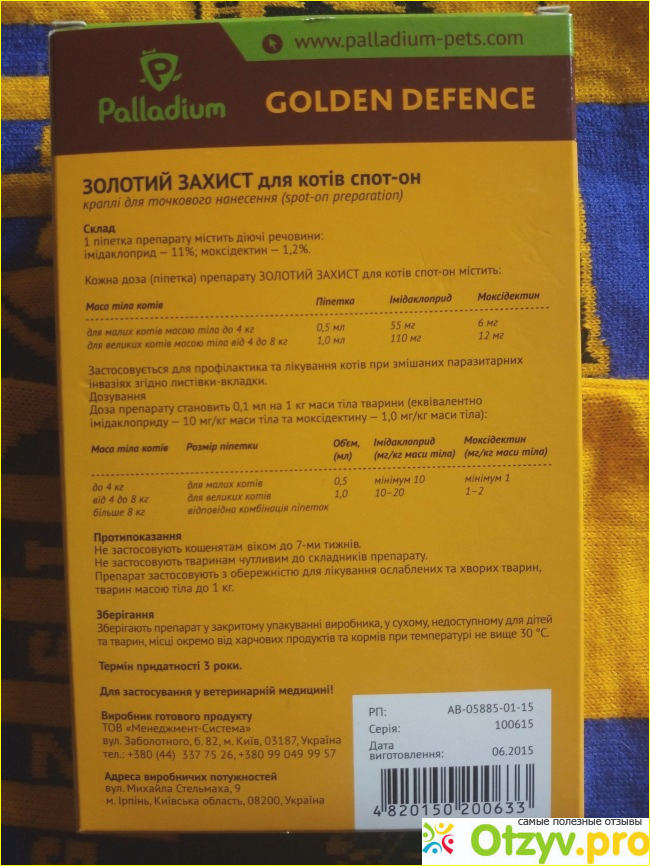 www.palladium-pets.com
Palladium
GOLDEN DEFENCE
ЗОЛОТИЙ ЗАХИСТ для котів спот-он
краплі для точкового нанесення (spot-on preparation)
Склад
1 піпетка препарату містить діючі речовини:
імідаклоприд — 11%; моксідектин — 1,2%.
Кожна доза (піпетка) препарату ЗОЛОТИЙ ЗАХИСТ для котів спот-он містить:
Маса тіла котів Піпетка Імідаклоприд Моксідектин
для малих котів масою тіла до 4 кг 0,5 мл 55 мг 6 мг
для великих котів масою тіла від 4 до 8 кг 1,0 мл 110 мг 12 мг
Застосовується для профілактика та лікування котів при змішаних паразитарних
інвазіях згідно листівки-вкладки.
Дозування
Доза препарату становить 0,1 мл на 1 кг маси тіла тварини (еквівалентно
імідаклоприду — 10 мг/кг маси тіла та моксідектину — 1,0 мг/кг маси тіла):
Маса тіла котів Розмір піпетки Об'єм, (мл) Імідаклоприд (мг/кг маси тіла) Моксідектин (мг/кг маси тіла)
до 4 кг для малих котів 0,5 мінімум 10 мінімум 1
від 4 до 8 кг для великих котів 1,0 10–20 1–2
більше 8 кг відповідна комбінація піпеток
Протипоказання
Не застосовують кошенятам віком до 7-ми тижнів.
Не застосовують тваринам чутливим до складників препарату.
Препарат застосовують з обережністю для лікування ослаблених та хворих тварин,
тварин масою тіла до 1 кг.
Зберігання
Зберігають препарат у закритому упакуванні виробника, у сухому, недоступному для дітей
та тварин, місці окремо від харчових продуктів та кормів при температурі не вище 30 °С.
Термін придатності 3 роки.
Для застосування у ветеринарній медицині!
Виробник готового продукту
ТОВ «Менеджмент-Система»
вул. Заболотного, б. 82, м. Київ, 03187, Україна
тел.: +380 (44) 337 75 26, +380 99 049 99 57
Адреса виробничих потужностей
вул. Михайла Стельмаха, 9
м. Ірпінь, Київська область, 08200, Україна
РП: АВ-05885-01-15
Серія: 100615
Дата
виготовлення: 06.2015
4 820150 200633
самые полезные отзывы
Otzyv.pro